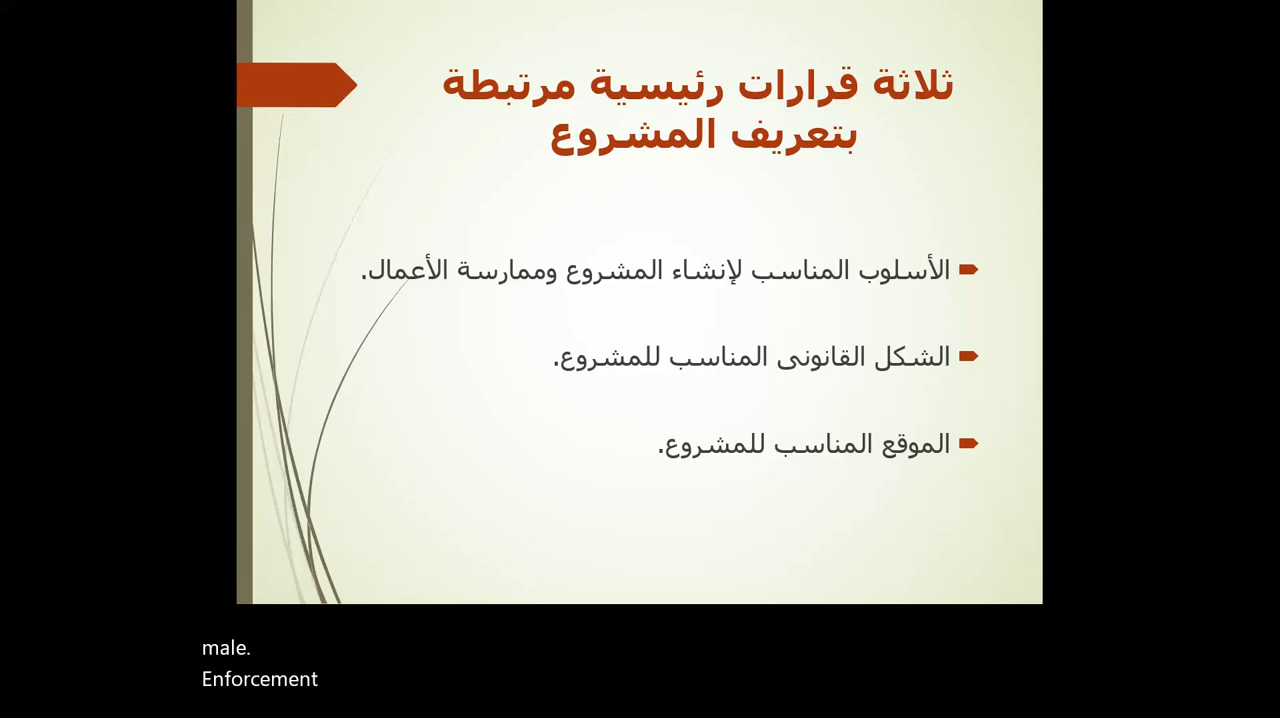 ثلاثة قرارات رئيسية مرتبطة
بتعريف المشروع
الأسلوب المناسب لإنشاء المشروع وممارسة الأعمال.
الشكل القانونى المناسب للمشروع.
الموقع المناسب للمشروع.
male.
Enforcement